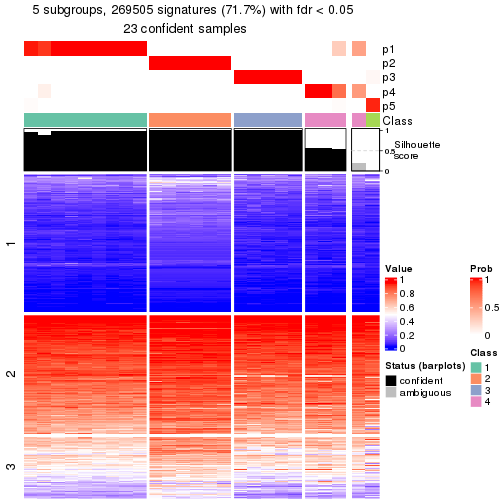 5 subgroups, 269505 signatures (71.7%) with fdr < 0.05
23 confident samples
p1
p2
p3
p4
p5
Class
1
0.5
0
Silhouette
score
1
2
3
Value
1
0.8
0.6
0.4
0.2
0
Prob
1
0.5
0
Status (barplots)
confident
ambiguous
Class
1
2
3
4